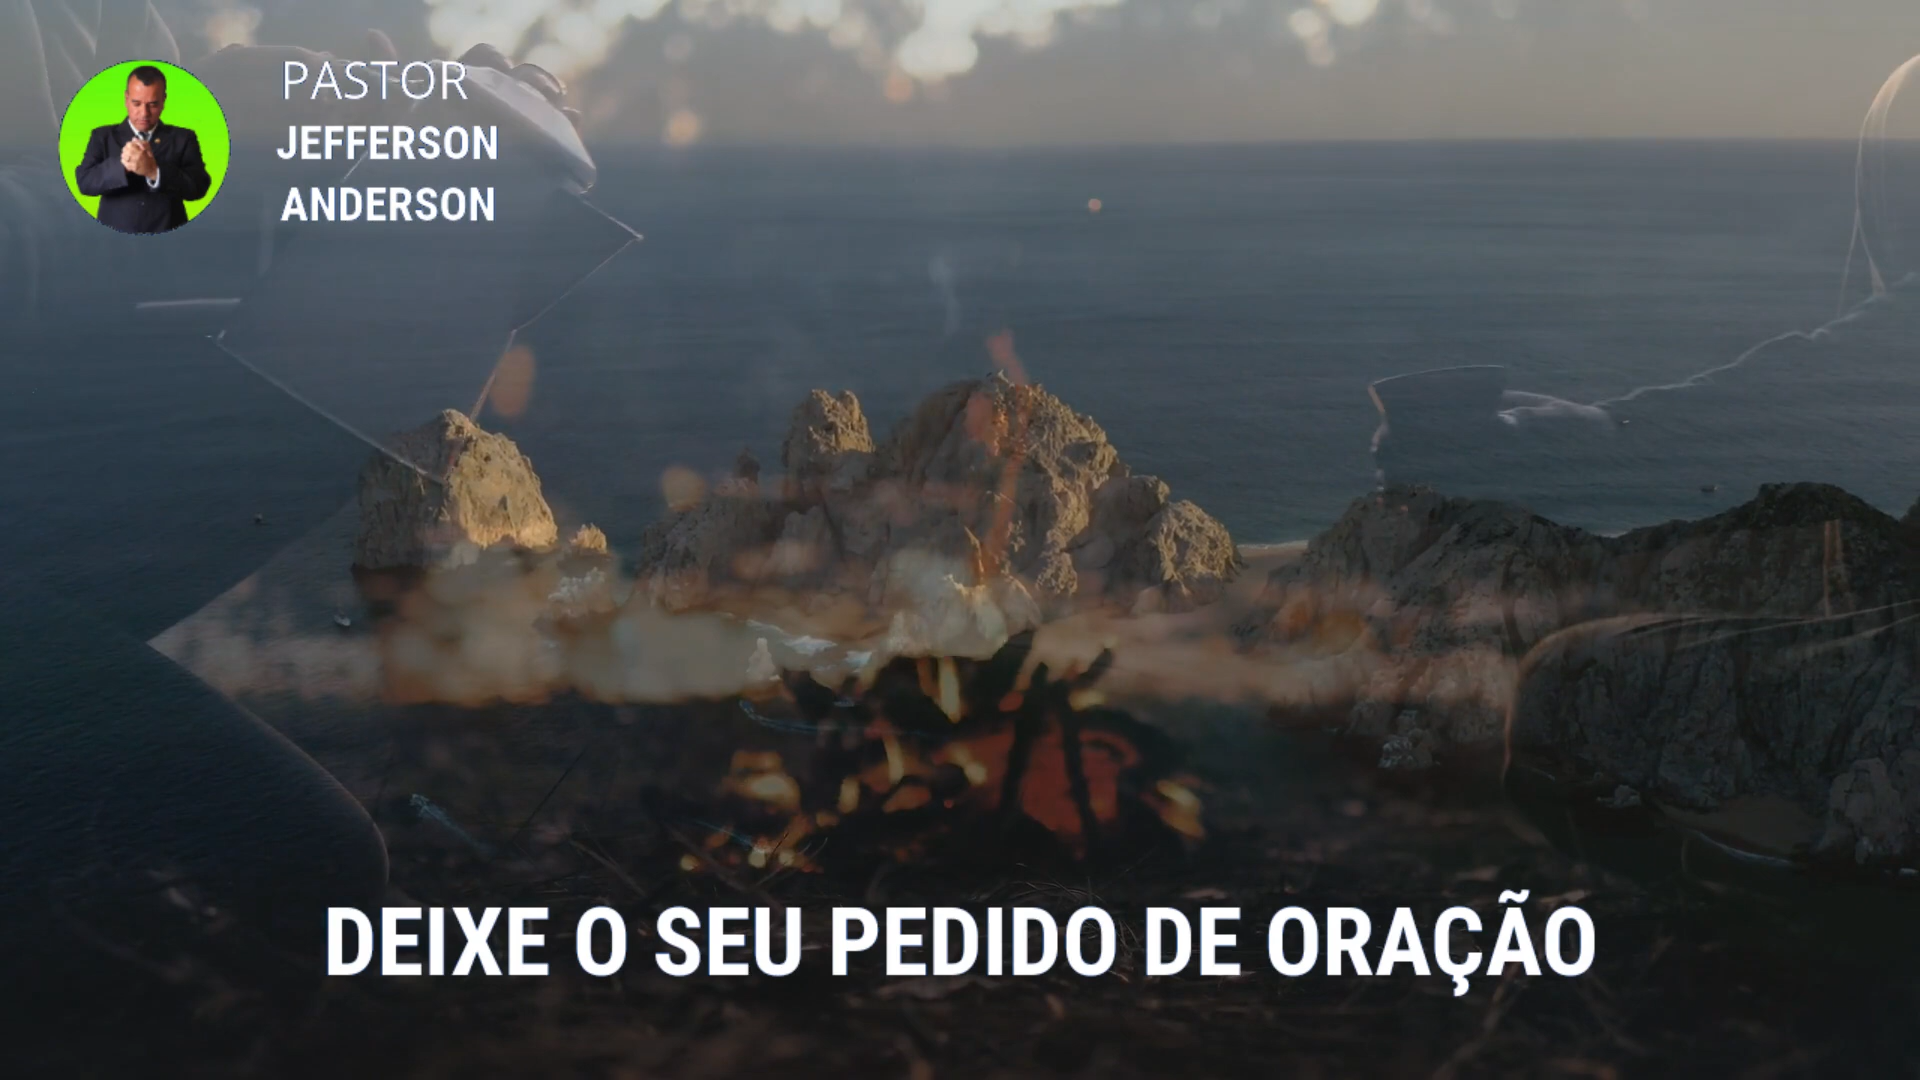 PASTOR
JEFFERSON
ANDERSON
DEIXE O SEU PEDIDO DE ORAÇÃO